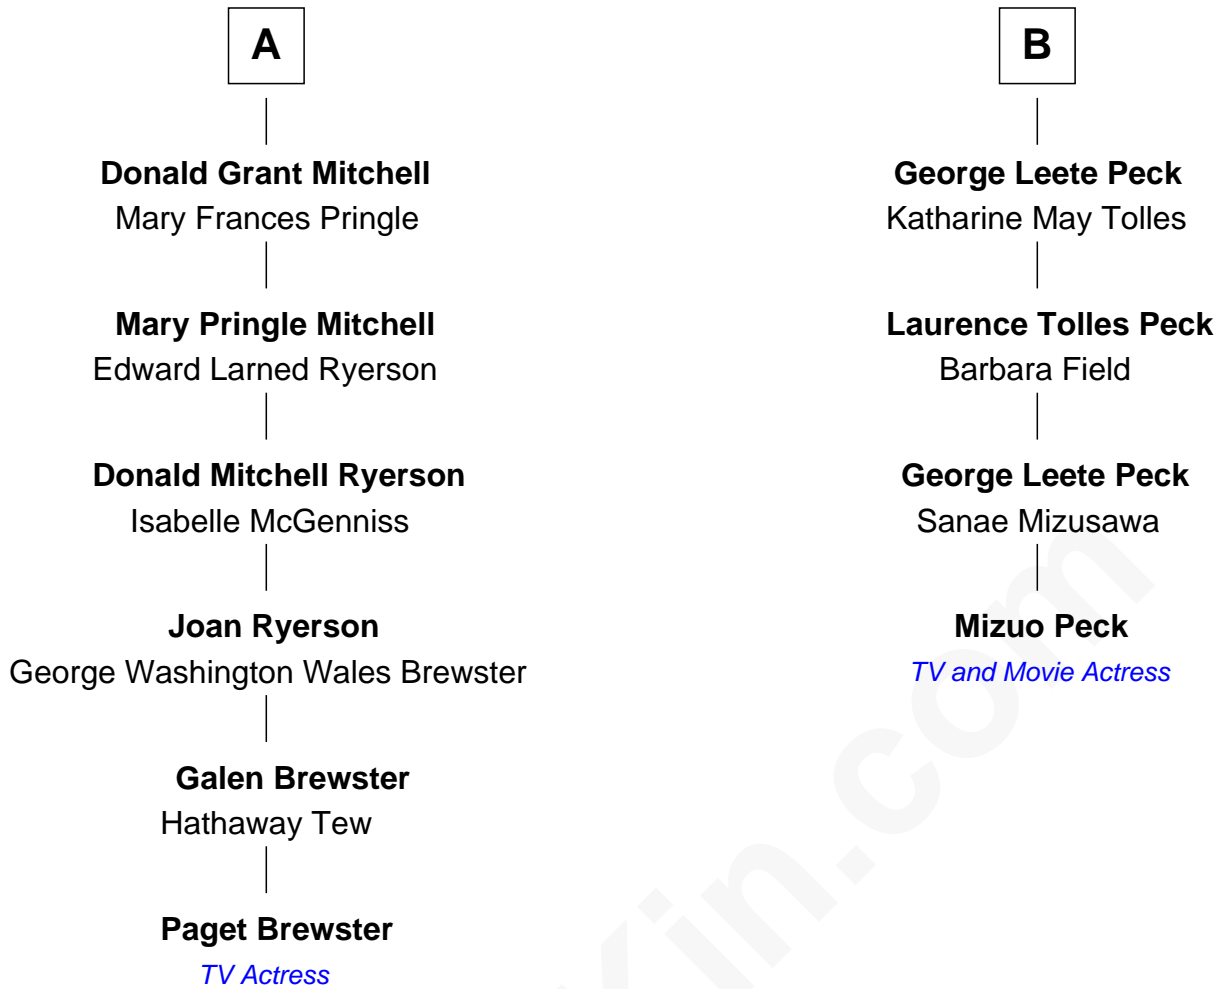 A
Donald Grant Mitchell
Mary Frances Pringle
Mary Pringle Mitchell
Edward Larned Ryerson
Donald Mitchell Ryerson
Isabelle McGenniss
Joan Ryerson
George Washington Wales Brewster
Galen Brewster
Hathaway Tew
Paget Brewster
TV Actress
B
George Leete Peck
Katharine May Tolles
Laurence Tolles Peck
Barbara Field
George Leete Peck
Sanae Mizusawa
Mizuo Peck
TV and Movie Actress
Kin.com